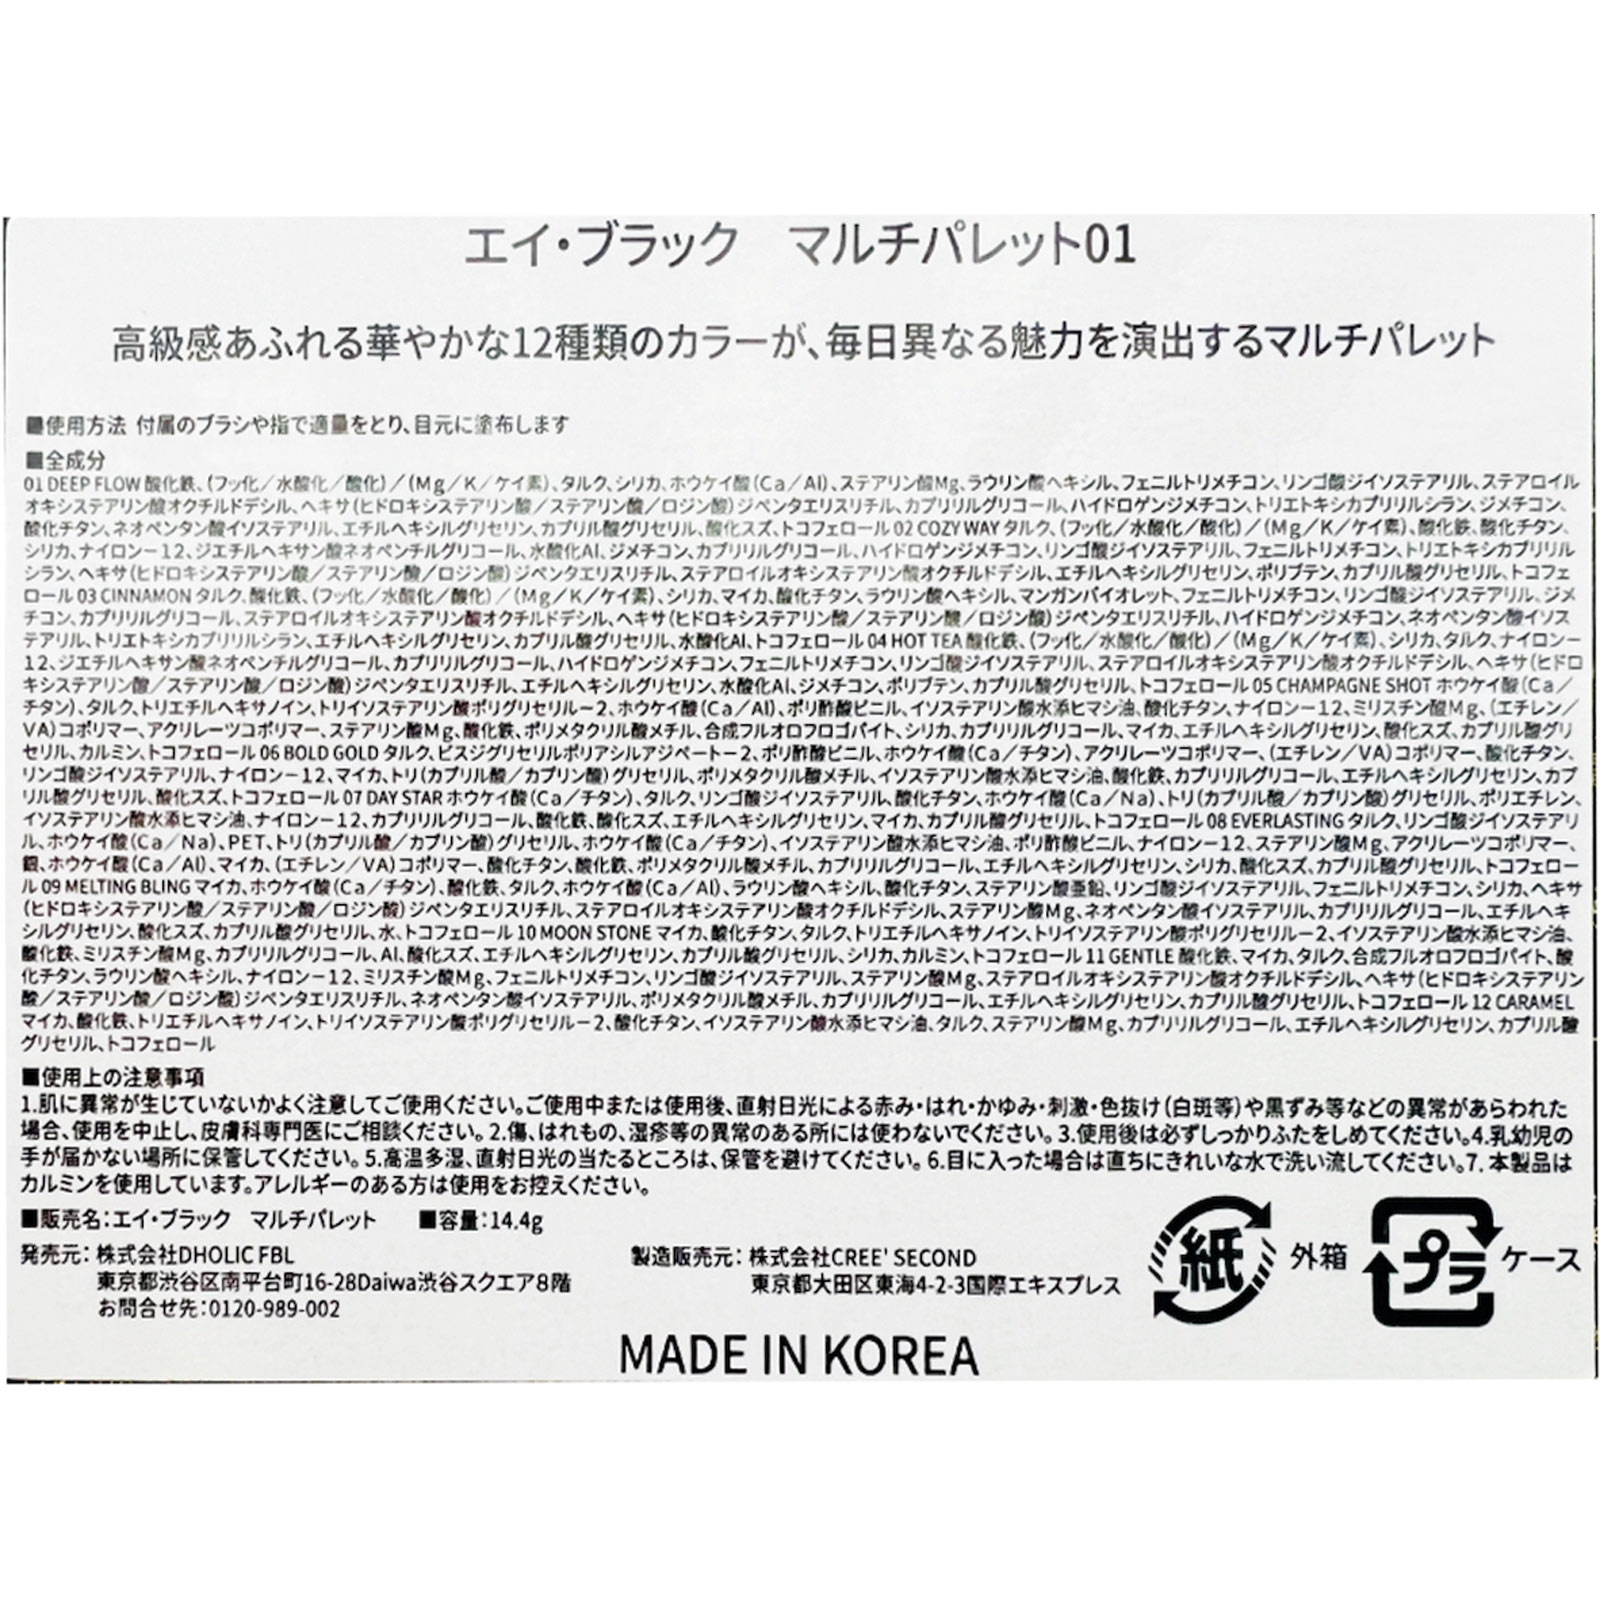 エイ・ブラック　マルチパレット01
高級感あふれる華やかな12種類のカラーが、毎日異なる魅力を演出するマルチパレット
■使用方法 付属のブラシや指で適量をとり、目元に塗布します
■全成分
01 DEEP FLOW 酸化鉄、(フッ化／水酸化／酸化)／(Mg／K／ケイ素)、タルク、シリカ、ホウケイ酸(Ca／Al)、ステアリン酸Mg、ラウリン酸ヘキシル、フェニルトリメチコン、リンゴ酸ジイソステアリル、ステアロイル
オキシステアリン酸オクチルドデシル、ヘキサ(ヒドロキシステアリン酸／ステアリン酸／ロジン酸)ジペンタエリスリチル、カプリリルグリコール、ハイドロゲンジメチコン、トリエトキシカプリリルシラン、ジメチコン、
酸化チタン、ネオペンタン酸イソステアリル、エチルヘキシルグリセリン、カプリル酸グリセリル、酸化スズ、トコフェロール 02 COZY WAY タルク、(フッ化／水酸化／酸化)／(Mg／K／ケイ素)、酸化鉄、酸化チタン、
シリカ、ナイロン－12、ジエチルヘキサン酸ネオペンチルグリコール、水酸化Al、ジメチコン、カプリリルグリコール、ハイドロゲンジメチコン、リンゴ酸ジイソステアリル、フェニルトリメチコン、トリエトキシカプリリル
シラン、ヘキサ(ヒドロキシステアリン酸／ステアリン酸／ロジン酸)ジペンタエリスリチル、ステアロイルオキシステアリン酸オクチルドデシル、エチルヘキシルグリセリン、ポリブテン、カプリル酸グリセリル、トコフェ
ロール 03 CINNAMON タルク、酸化鉄、(フッ化／水酸化／酸化)／(Mg／K／ケイ素)、シリカ、マイカ、酸化チタン、ラウリン酸ヘキシル、マンガンバイオレット、フェニルトリメチコン、リンゴ酸ジイソステアリル、ジメ
チコン、カプリリルグリコール、ステアロイルオキシステアリン酸オクチルドデシル、ヘキサ(ヒドロキシステアリン酸／ステアリン酸／ロジン酸)ジペンタエリスリチル、ハイドロゲンジメチコン、ネオペンタン酸イソス
テアリル、トリエトキシカプリリルシラン、エチルヘキシルグリセリン、カプリル酸グリセリル、水酸化Al、トコフェロール 04 HOT TEA 酸化鉄、(フッ化／水酸化／酸化)／(Mg／K／ケイ素)、シリカ、タルク、ナイロン－
12、ジエチルヘキサン酸ネオペンチルグリコール、カプリリルグリコール、ハイドロゲンジメチコン、フェニルトリメチコン、リンゴ酸ジイソステアリル、ステアロイルオキシステアリン酸オクチルドデシル、ヘキサ(ヒドロ
キシステアリン酸／ステアリン酸／ロジン酸)ジペンタエリスリチル、エチルヘキシルグリセリン、水酸化Al、ジメチコン、ポリブテン、カプリル酸グリセリル、トコフェロール 05 CHAMPAGNE SHOT ホウケイ酸(Ca／
チタン)、タルク、トリエチルヘキサノイン、トリイソステアリン酸ポリグリセリル－2、ホウケイ酸(Ca／Al)、ポリ酢酸ビニル、イソステアリン酸水添ヒマシ油、酸化チタン、ナイロン－12、ミリスチン酸Mg、(エチレン／
VA)コポリマー、アクリレーツコポリマー、ステアリン酸Mg、酸化鉄、ポリメタクリル酸メチル、合成フルオロフロゴパイト、シリカ、カプリリルグリコール、マイカ、エチルヘキシルグリセリン、酸化スズ、カプリル酸グリ
セリル、カルミン、トコフェロール 06 BOLD GOLD タルク、ビスジグリセリルポリアシルアジペート－2、ポリ酢酸ビニル、ホウケイ酸(Ca／チタン)、アクリレーツコポリマー、(エチレン／VA)コポリマー、酸化チタン、
リンゴ酸ジイソステアリル、ナイロン－12、マイカ、トリ(カプリル酸／カプリン酸)グリセリル、ポリメタクリル酸メチル、イソステアリン酸水添ヒマシ油、酸化鉄、カプリリルグリコール、エチルヘキシルグリセリン、カプ
リル酸グリセリル、酸化スズ、トコフェロール 07 DAY STAR ホウケイ酸(Ca／チタン)、タルク、リンゴ酸ジイソステアリル、酸化チタン、ホウケイ酸(Ca／Na)、トリ(カプリル酸／カプリン酸)グリセリル、ポリエチレン、
イソステアリン酸水添ヒマシ油、ナイロン－12、カプリリルグリコール、酸化鉄、酸化スズ、エチルヘキシルグリセリン、マイカ、カプリル酸グリセリル、トコフェロール 08 EVERLASTING タルク、リンゴ酸ジイソステアリ
ル、ホウケイ酸(Ca／Na)、PET、トリ(カプリル酸／カプリン酸)グリセリル、ホウケイ酸(Ca／チタン)、イソステアリン酸水添ヒマシ油、ポリ酢酸ビニル、ナイロン－12、ステアリン酸Mg、アクリレーツコポリマー、
銀、ホウケイ酸(Ca／Al)、マイカ、(エチレン／VA)コポリマー、酸化チタン、酸化鉄、ポリメタクリル酸メチル、カプリリルグリコール、エチルヘキシルグリセリン、シリカ、酸化スズ、カプリル酸グリセリル、トコフェロー
ル 09 MELTING BLING マイカ、ホウケイ酸(Ca／チタン)、酸化鉄、タルク、ホウケイ酸(Ca／Al)、ラウリン酸ヘキシル、酸化チタン、ステアリン酸亜鉛、リンゴ酸ジイソステアリル、フェニルトリメチコン、シリカ、ヘキサ
(ヒドロキシステアリン酸／ステアリン酸／ロジン酸)ジペンタエリスリチル、ステアロイルオキシステアリン酸オクチルドデシル、ステアリン酸Mg、ネオペンタン酸イソステアリル、カプリリルグリコール、エチルヘキ
シルグリセリン、酸化スズ、カプリル酸グリセリル、水、トコフェロール 10 MOON STONE マイカ、酸化チタン、タルク、トリエチルヘキサノイン、トリイソステアリン酸ポリグリセリル－2、イソステアリン酸水添ヒマシ油、
酸化鉄、ミリスチン酸Mg、カプリリルグリコール、Al、酸化スズ、エチルヘキシルグリセリン、カプリル酸グリセリル、シリカ、カルミン、トコフェロール 11 GENTLE 酸化鉄、マイカ、タルク、合成フルオロフロゴパイト、酸
化チタン、ラウリン酸ヘキシル、ナイロン－12、ミリスチン酸Mg、フェニルトリメチコン、リンゴ酸ジイソステアリル、ステアリン酸Mg、ステアロイルオキシステアリン酸オクチルドデシル、ヘキサ(ヒドロキシステアリン
酸／ステアリン酸／ロジン酸)ジペンタエリスリチル、ネオペンタン酸イソステアリル、ポリメタクリル酸メチル、カプリリルグリコール、エチルヘキシルグリセリン、カプリル酸グリセリル、トコフェロール 12 CARAMEL
マイカ、酸化鉄、トリエチルヘキサノイン、トリイソステアリン酸ポリグリセリル－2、酸化チタン、イソステアリン酸水添ヒマシ油、タルク、ステアリン酸Mg、カプリリルグリコール、エチルヘキシルグリセリン、カプリル酸
グリセリル、トコフェロール
■使用上の注意事項
1.肌に異常が生じていないかよく注意してご使用ください。ご使用中または使用後、直射日光による赤み・はれ・かゆみ・刺激・色抜け(白斑等)や黒ずみ等などの異常があらわれた
場合、使用を中止し、皮膚科専門医にご相談ください。2.傷、はれもの、湿疹等の異常のある所には使わないでください。3.使用後は必ずしっかりふたをしめてください。4.乳幼児の
手が届かない場所に保管してください。5.高温多湿、直射日光の当たるところは、保管を避けてください。6.目に入った場合は直ちにきれいな水で洗い流してください。7. 本製品は
カルミンを使用しています。アレルギーのある方は使用をお控えください。
■販売名：エイ・ブラック　マルチパレット　■容量：14.4g
発売元：株式会社DHOLIC FBL
東京都渋谷区南平台町16-28Daiwa渋谷スクエア8階
お問合せ先：0120-989-002
製造販売元：株式会社CREE' SECOND
東京都大田区東海4-2-3国際エキスプレス
紙 外箱
プラ ケース
MADE IN KOREA